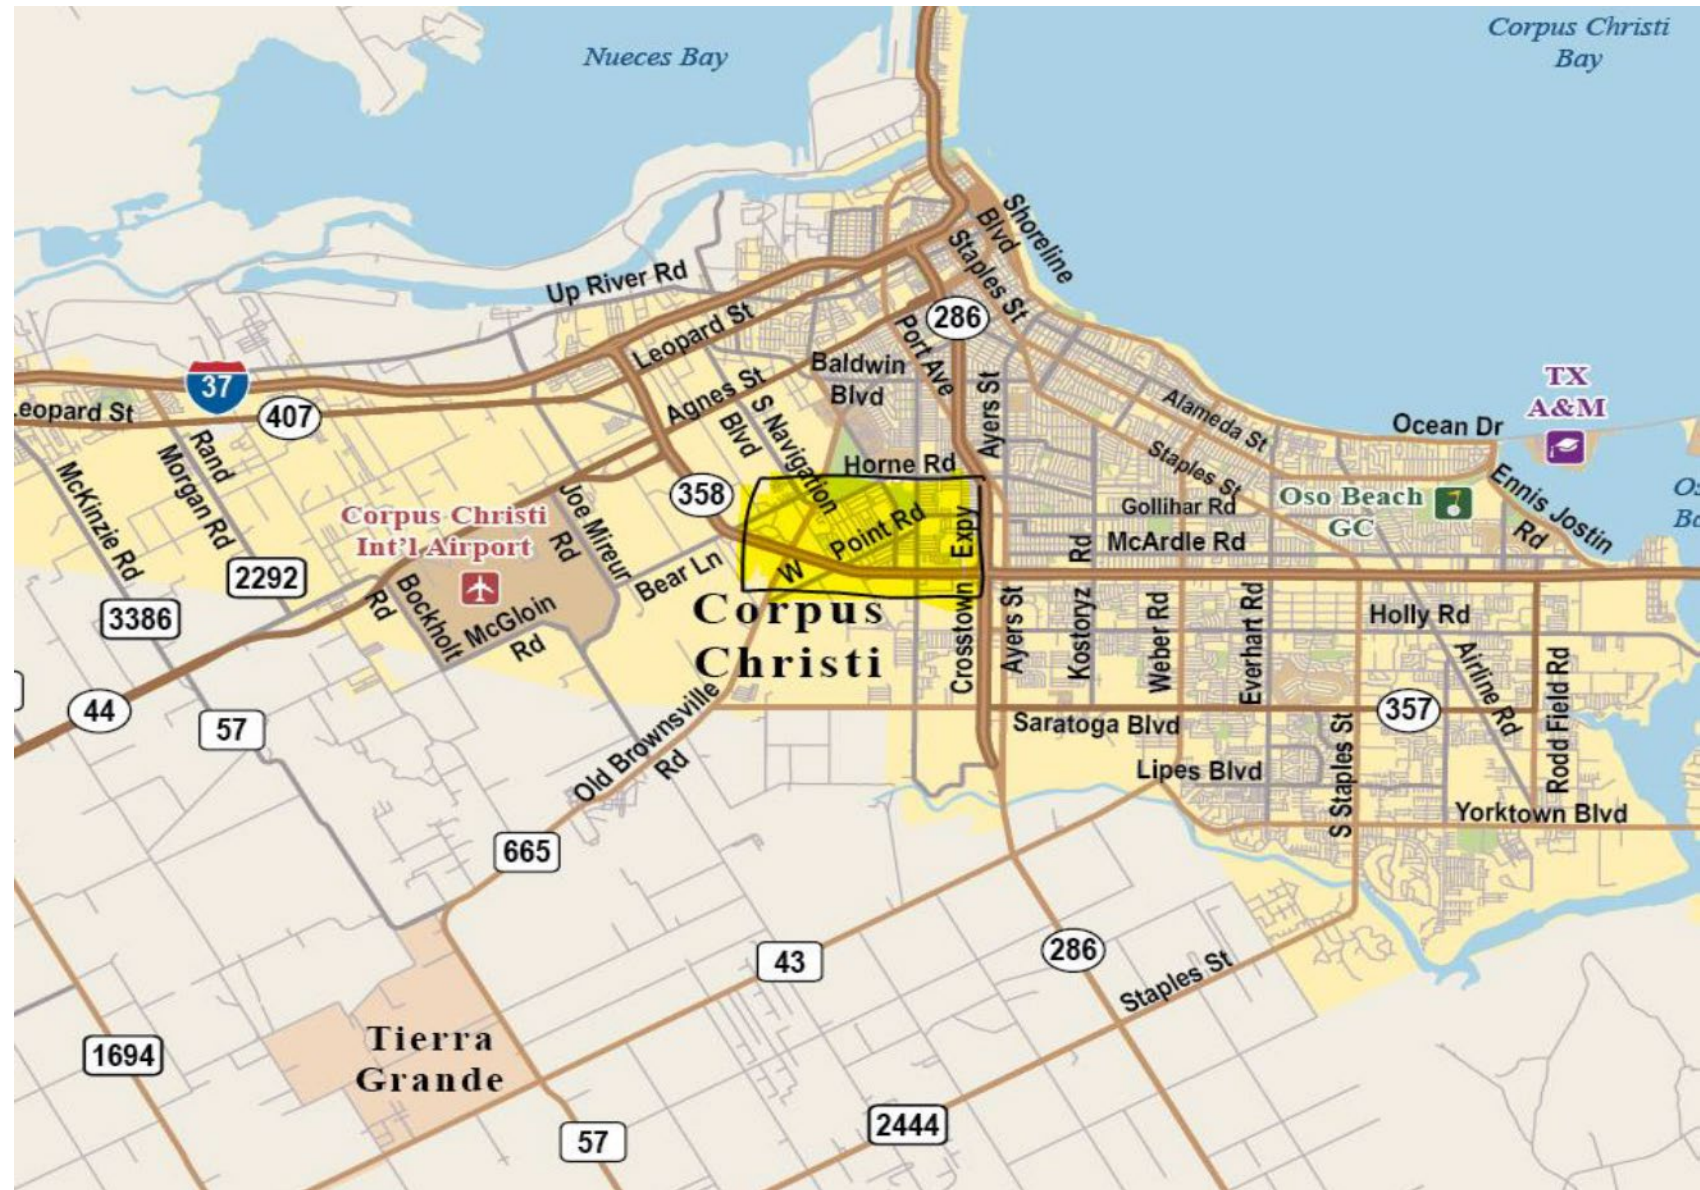 Corpus Christi
Bay
Nueces Bay
Shoreline
Blvd
Staples St
Up River Rd
286
Leopard St
Port Ave
Baldwin
Blvd
TX
A&M
37
Agnes St
Ayers St
Alameda St
407
eopard St
S Navigation
Blvd
Ocean Dr
Rand
Morgan Rd
McKinzie Rd
Horne Rd
Staples St
Ennis Joslin
Rd
358
Joe Mireur
Rd
Corpus Christi
Int'l Airport
Point Rd
W
Crosstown Expy
Gollihar Rd
Oso Beach
GC
McArdle Rd
2292
Bear Ln
3386
Bockholt
Rd
McGloin
Rd
Corpus
Christi
Ayers St
Kostoryz Rd
Weber Rd
Everhart Rd
Holly Rd
Airline Rd
Rodd Field Rd
44
57
Old Brownsville
Rd
Saratoga Blvd
357
Lipes Blvd
S Staples St
Yorktown Blvd
665
43
286
Staples St
Tierra
Grande
1694
57
2444